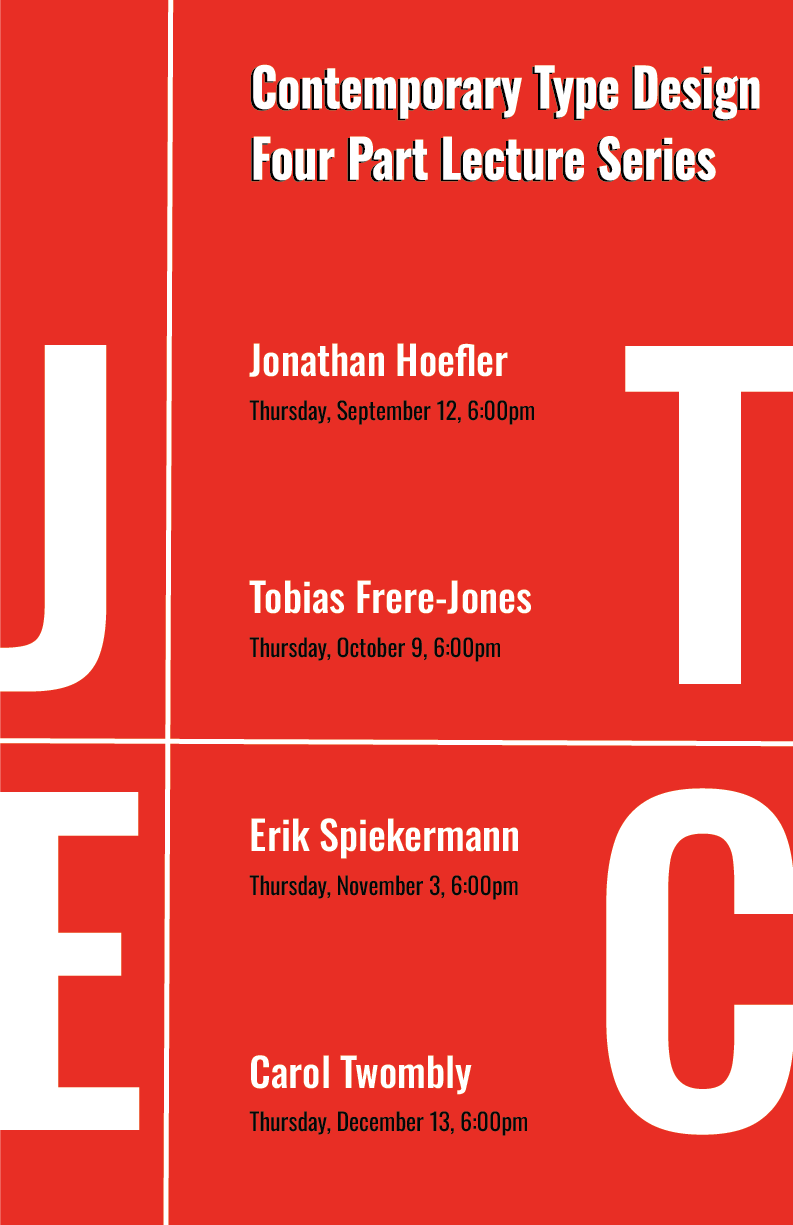 Contemporary Type Design
Four Part Lecture Series
Jonathan Hoefler
Thursday, September 12, 6:00pm
J
T
Tobias Frere-Jones
Thursday, October 9, 6:00pm
Erik Spiekermann
Thursday, November 3, 6:00pm
E
C
Carol Twombly
Thursday, December 13, 6:00pm